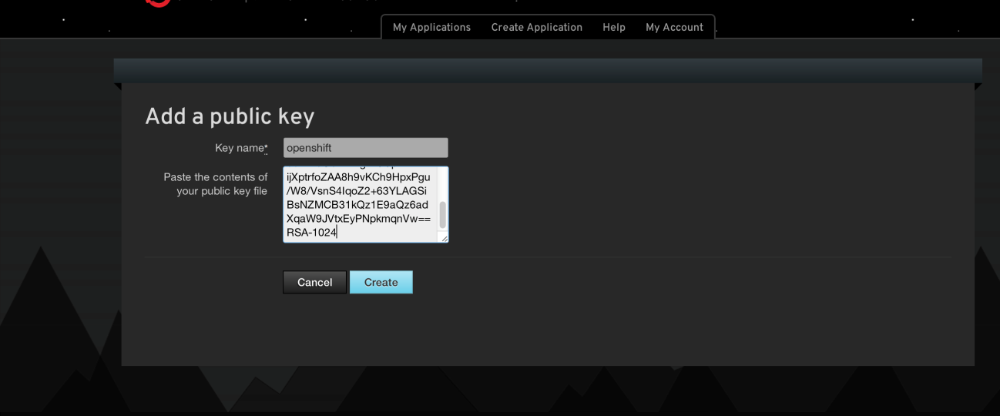 My Applications Create Application Help My Account
Add a public key
Key name* openshift
Paste the contents of
your public key file
ijXptrfoZAA8h9vKCh9HpxPgu
/W8/VsnS4IqoZ2+63YLAGSi
BsNZMCB31kQz1E9aQz6ad
XqaW9JVtxEyPNpkmqnVw==
RSA-1024
Cancel Create